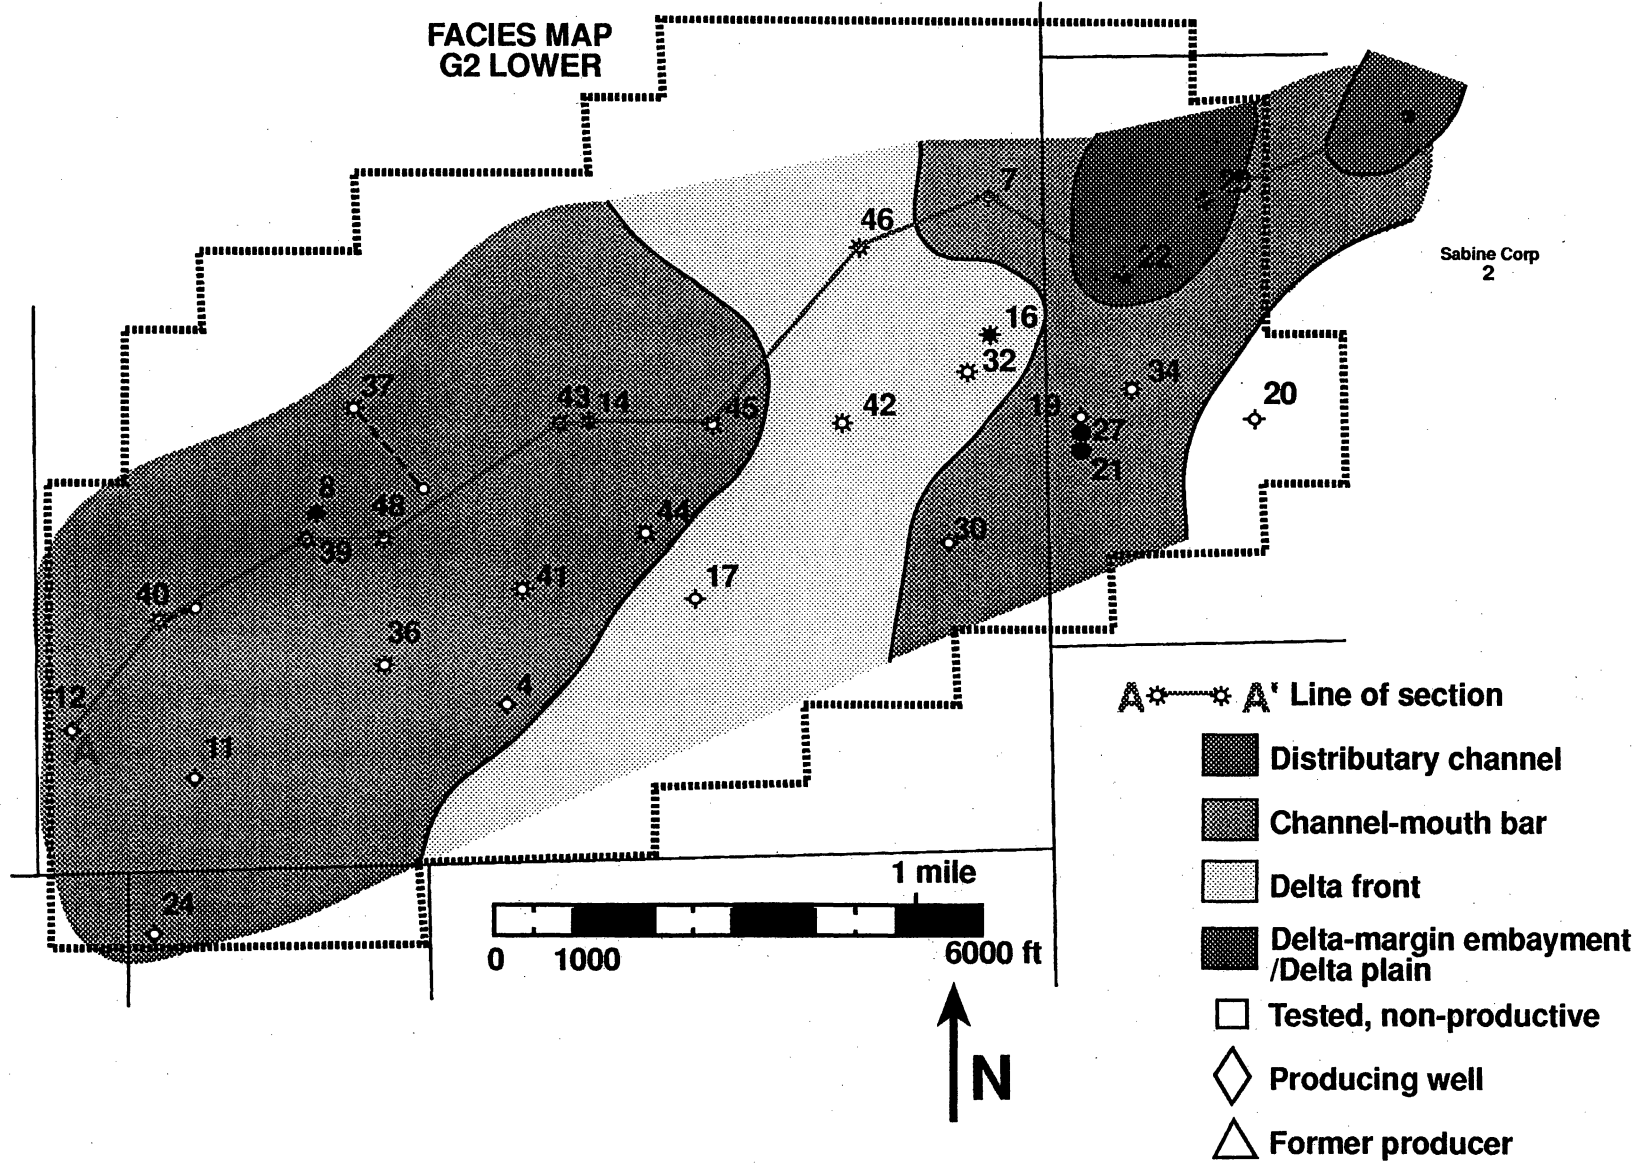 FACIES MAP
G2 LOWER
7
46
22
Sabine Corp
2
16
32
34
37
43
14
45
42
19
20
27
21
8
48
44
30
39
41
17
40
36
4
12
A
11
24
A A' Line of section
Distributary channel
Channel-mouth bar
Delta front
Delta-margin embayment
/Delta plain
Tested, non-productive
Producing well
Former producer
1 mile
0 1000 6000 ft
N